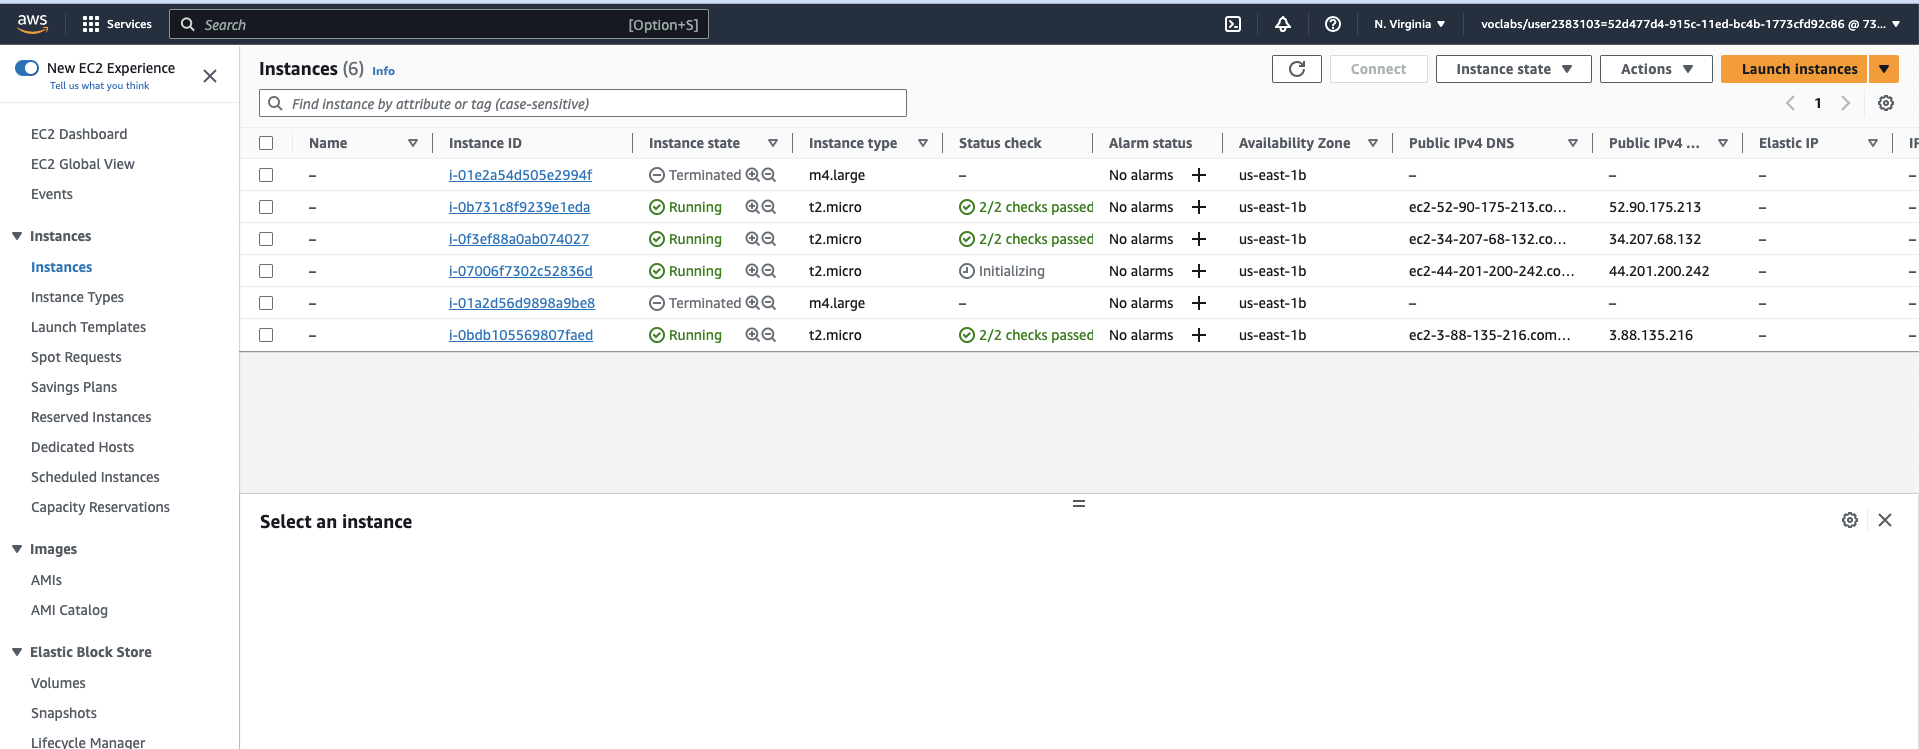 aws Services Search [Option+S] N. Virginia voclabs/user2383103=52d477d4-915c-11ed-bc4b-1773cfd92c86 @ 73...
New EC2 Experience
Tell us what you think
EC2 Dashboard
EC2 Global View
Events
Instances
Instances
Instance Types
Launch Templates
Spot Requests
Savings Plans
Reserved Instances
Dedicated Hosts
Scheduled Instances
Capacity Reservations
Images
AMIs
AMI Catalog
Elastic Block Store
Volumes
Snapshots
Lifecycle Manager
Instances (6) Info Connect Instance state Actions Launch instances
Find instance by attribute or tag (case-sensitive) 1
Name Instance ID Instance state Instance type Status check Alarm status Availability Zone Public IPv4 DNS Public IPv4 ... Elastic IP IP
– i-01e2a54d505e2994f Terminated m4.large – No alarms + us-east-1b – – – –
– i-0b731c8f9239e1eda Running t2.micro 2/2 checks passed No alarms + us-east-1b ec2-52-90-175-213.co... 52.90.175.213 – –
– i-0f3ef88a0ab074027 Running t2.micro 2/2 checks passed No alarms + us-east-1b ec2-34-207-68-132.co... 34.207.68.132 – –
– i-07006f7302c52836d Running t2.micro Initializing No alarms + us-east-1b ec2-44-201-200-242.co... 44.201.200.242 – –
– i-01a2d56d9898a9be8 Terminated m4.large – No alarms + us-east-1b – – – –
– i-0bdb105569807faed Running t2.micro 2/2 checks passed No alarms + us-east-1b ec2-3-88-135-216.com... 3.88.135.216 – –
Select an instance